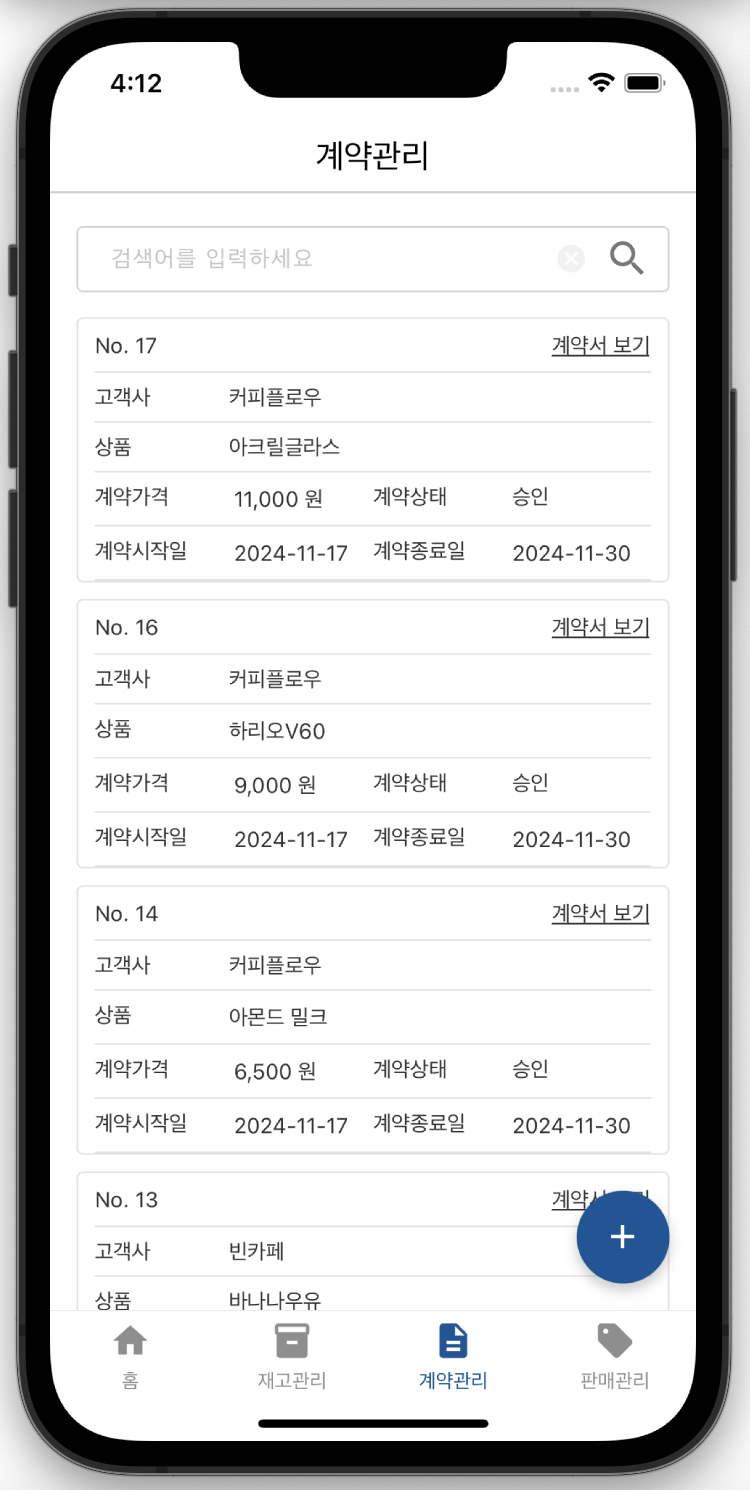 4:12
계약관리
검색어를 입력하세요
No. 17 계약서 보기
고객사 커피플로우
상품 아크릴글라스
계약가격 11,000 원 계약상태 승인
계약시작일 2024-11-17 계약종료일 2024-11-30
No. 16 계약서 보기
고객사 커피플로우
상품 하리오V60
계약가격 9,000 원 계약상태 승인
계약시작일 2024-11-17 계약종료일 2024-11-30
No. 14 계약서 보기
고객사 커피플로우
상품 아몬드 밀크
계약가격 6,500 원 계약상태 승인
계약시작일 2024-11-17 계약종료일 2024-11-30
No. 13
고객사 빈카페
상품 바나나우유
홈 재고관리 계약관리 판매관리